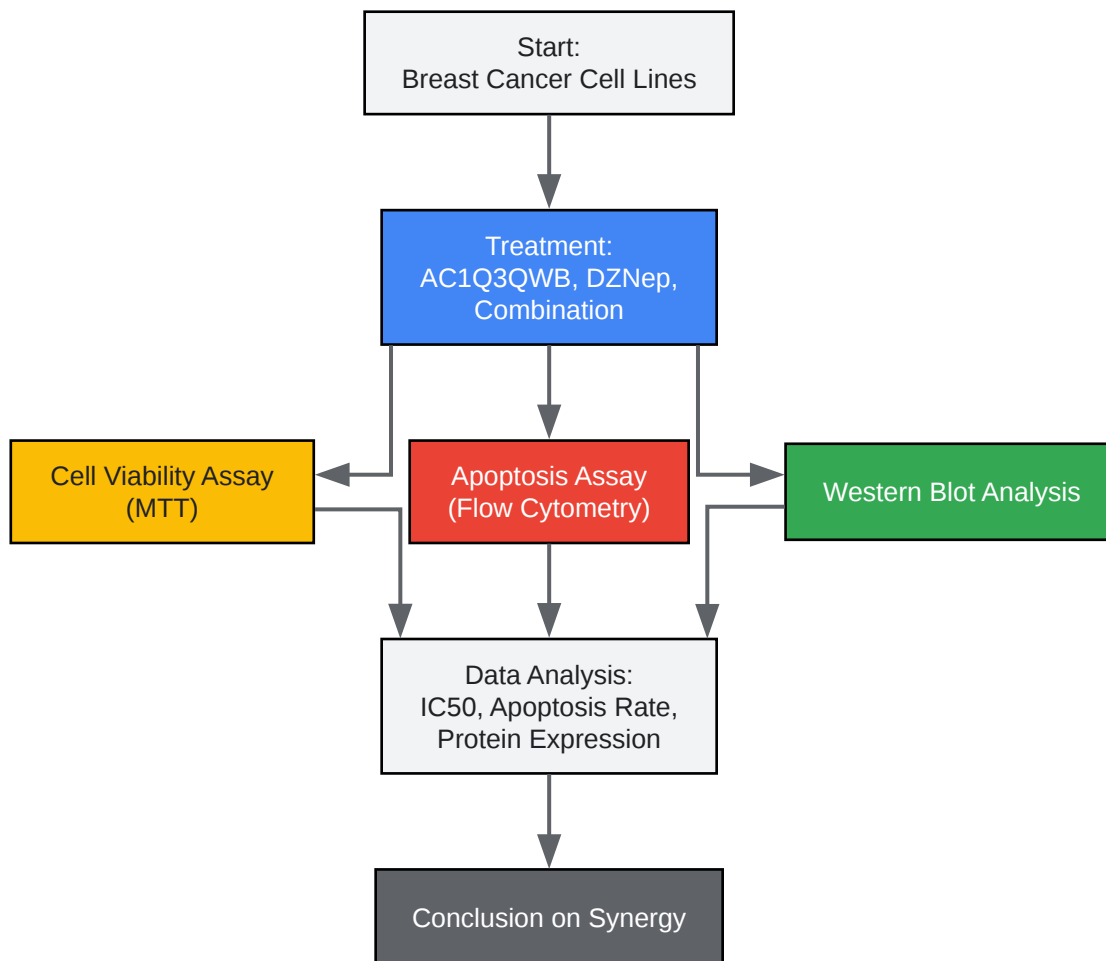 Start:
Breast Cancer Cell Lines
Treatment:
AC1Q3QWB, DZNep,
Combination
Cell Viability Assay
(MTT)
Apoptosis Assay
(Flow Cytometry)
Western Blot Analysis
Data Analysis:
IC50, Apoptosis Rate,
Protein Expression
Conclusion on Synergy